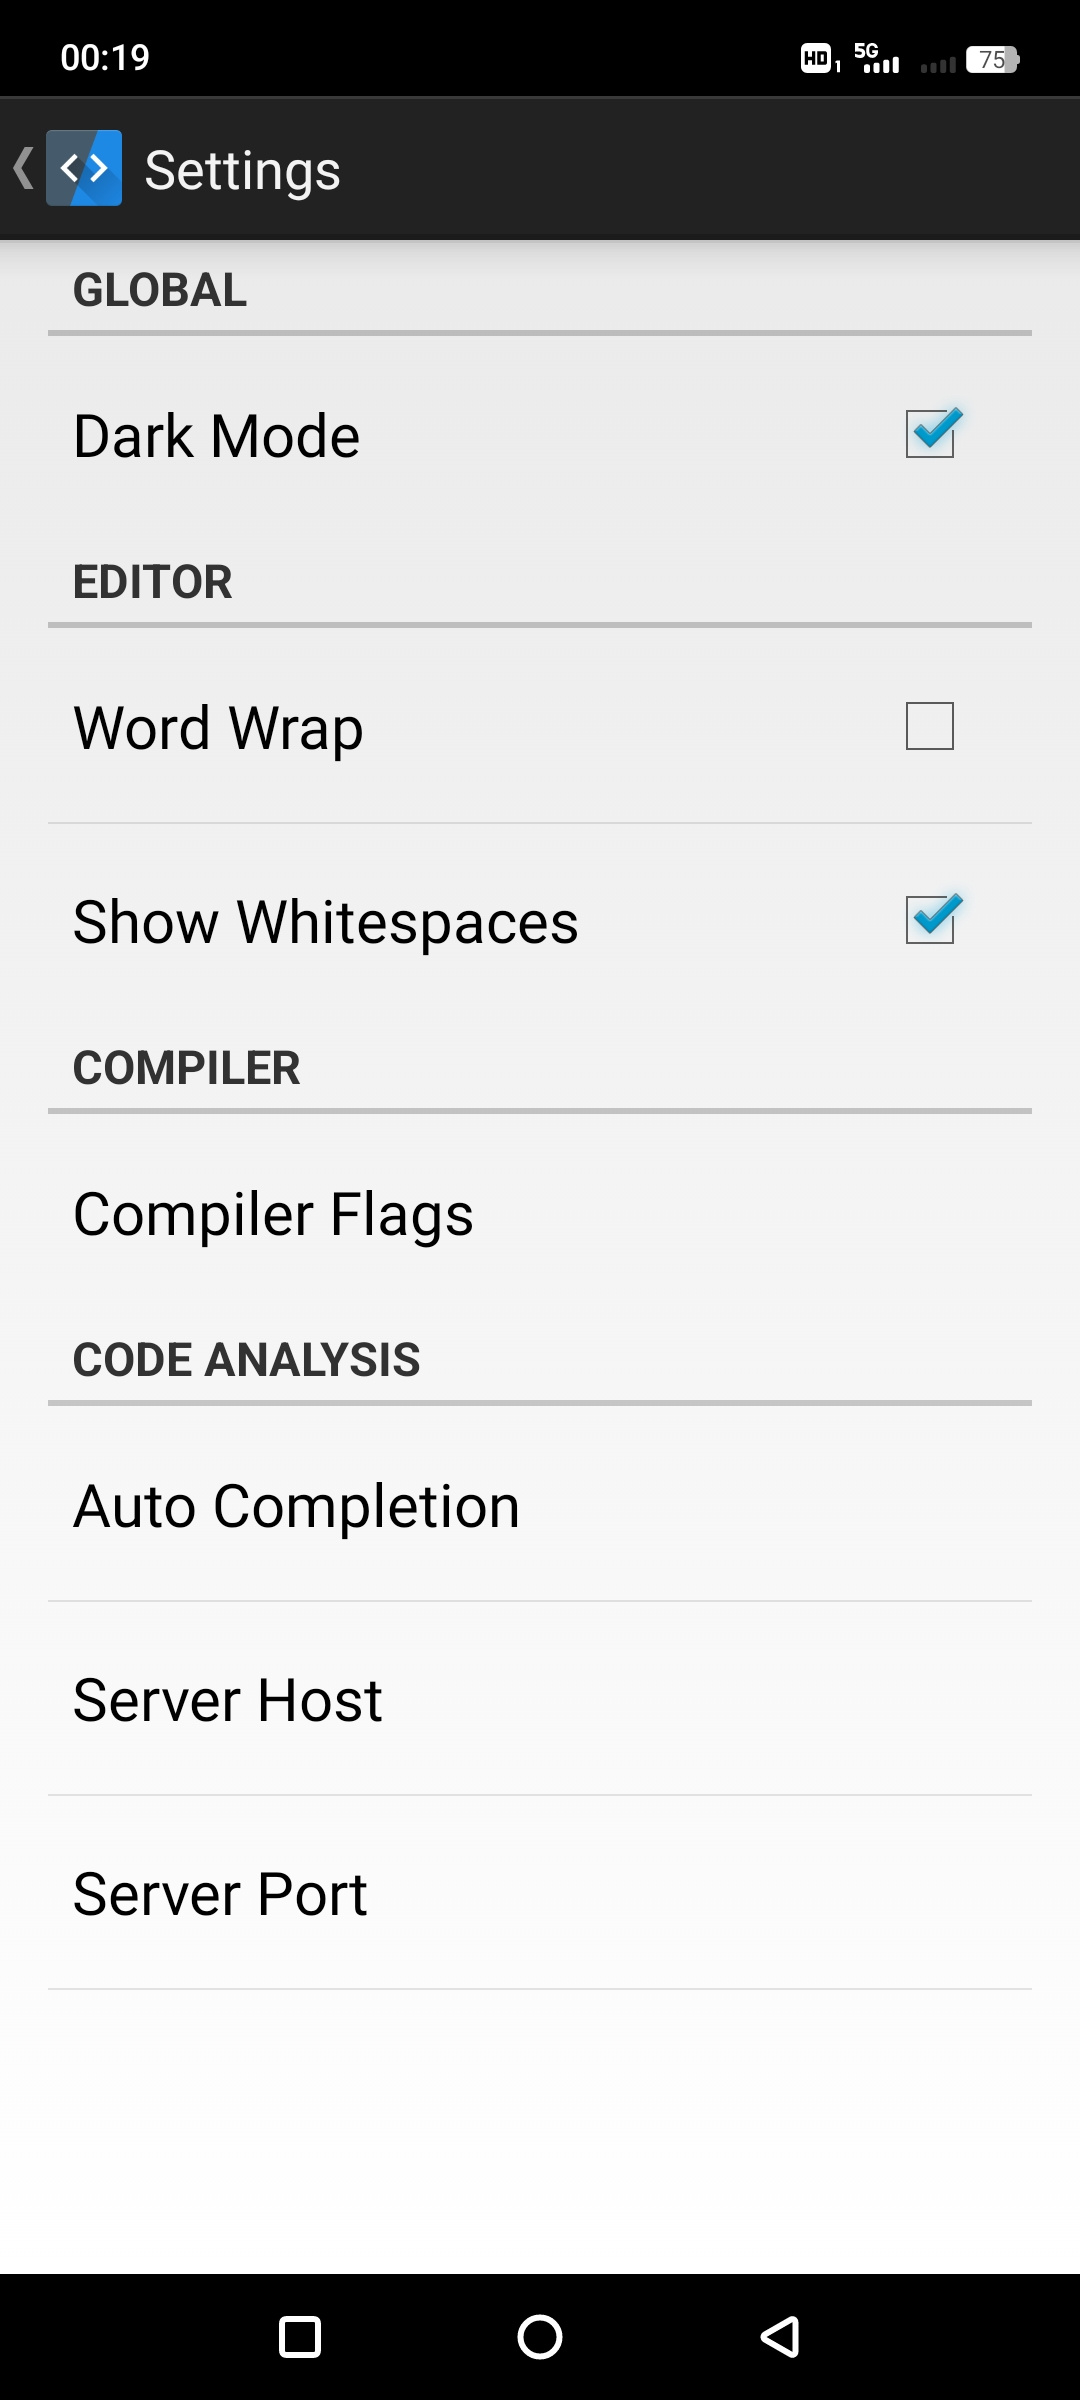 00:19
HD 1 5G 75
Settings
GLOBAL
Dark Mode
EDITOR
Word Wrap
Show Whitespaces
COMPILER
Compiler Flags
CODE ANALYSIS
Auto Completion
Server Host
Server Port